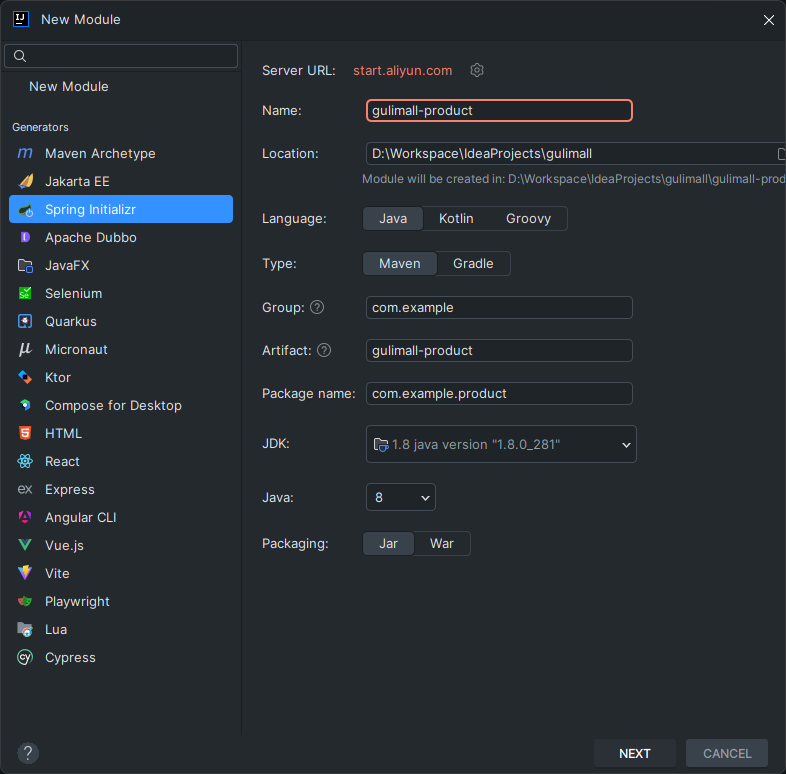 New Module
New Module
Generators
Maven Archetype
Jakarta EE
Spring Initializr
Apache Dubbo
JavaFX
Selenium
Quarkus
Micronaut
Ktor
Compose for Desktop
HTML
React
Express
Angular CLI
Vue.js
Vite
Playwright
Lua
Cypress
Server URL: start.aliyun.com
Name: gulimall-product
Location: D:\Workspace\IdeaProjects\gulimall
Module will be created in: D:\Workspace\IdeaProjects\gulimall\gulimall-prod
Language: Java Kotlin Groovy
Type: Maven Gradle
Group: ? com.example
Artifact: ? gulimall-product
Package name: com.example.product
JDK: 1.8 java version "1.8.0_281"
Java: 8
Packaging: Jar War
? NEXT CANCEL